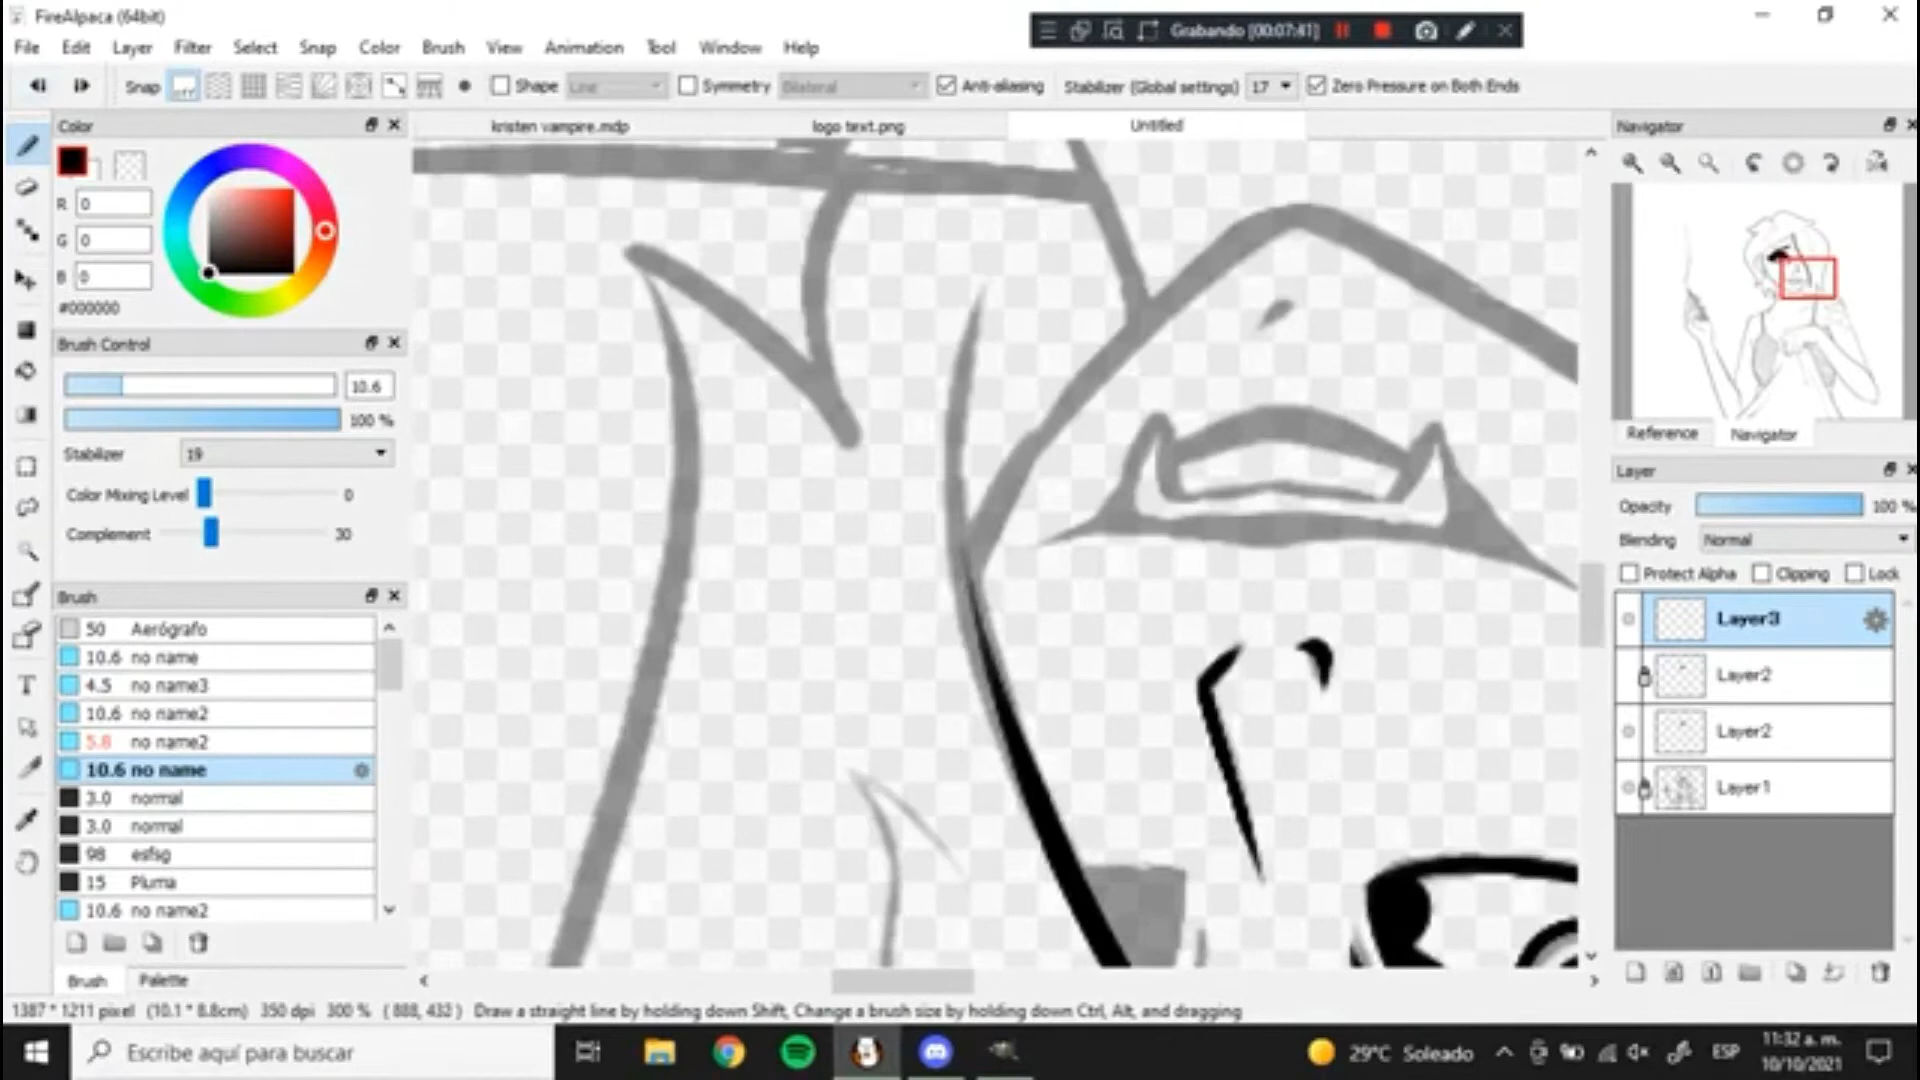 FireAlpaca (64bit)
Grabando [00:07:41]
File Edit Layer Filter Select Snap Color Brush View Animation Tool Window Help
Snap OFF Shape Line Symmetry Bilateral Anti-aliasing Stabilizer (Global settings) 17 Zero Pressure on Both Ends
Color
kristen vampire.mdp logo text.png Untitled
Navigator
R 0
G 0
B 0
#000000
Brush Control
10.6
100 %
Stabilizer 19
Color Mixing Level 0
Complement 30
Reference Navigator
Layer
Opacity 100 %
Blending Normal
Protect Alpha Clipping Lock
Layer3
Layer2
Layer2
Layer1
Brush
50 Aerógrafo
10.6 no name
4.5 no name3
10.6 no name2
5.8 no name2
10.6 no name
3.0 normal
3.0 normal
98 esfsg
15 Pluma
10.6 no name2
Brush Palette
1387 * 1211 pixel (10.1 * 8.8cm) 350 dpi 300 % ( 888, 432 ) Draw a straight line by holding down Shift, Change a brush size by holding down Ctrl, Alt, and dragging
Escribe aquí para buscar
29°C Soleado
ESP
11:32 a. m.
10/10/2021